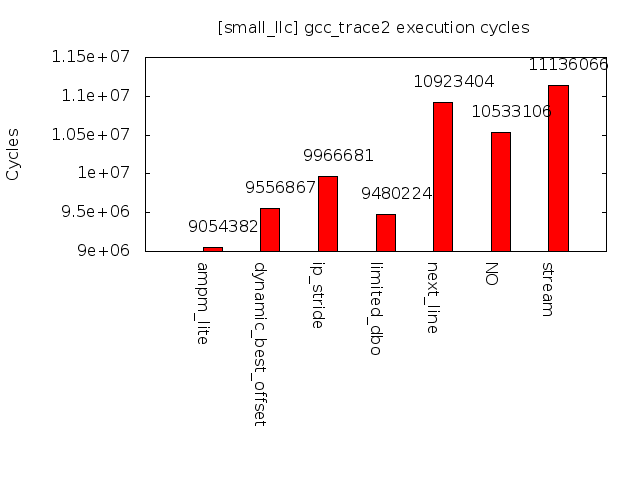 [small_llc] gcc_trace2 execution cycles
Cycles
1.15e+07
1.1e+07
1.05e+07
1e+07
9.5e+06
9e+06
9054382
9556867
9966681
9480224
10923404
10533106
11136066
ampm_lite
dynamic_best_offset
ip_stride
limited_dbo
next_line
NO
stream